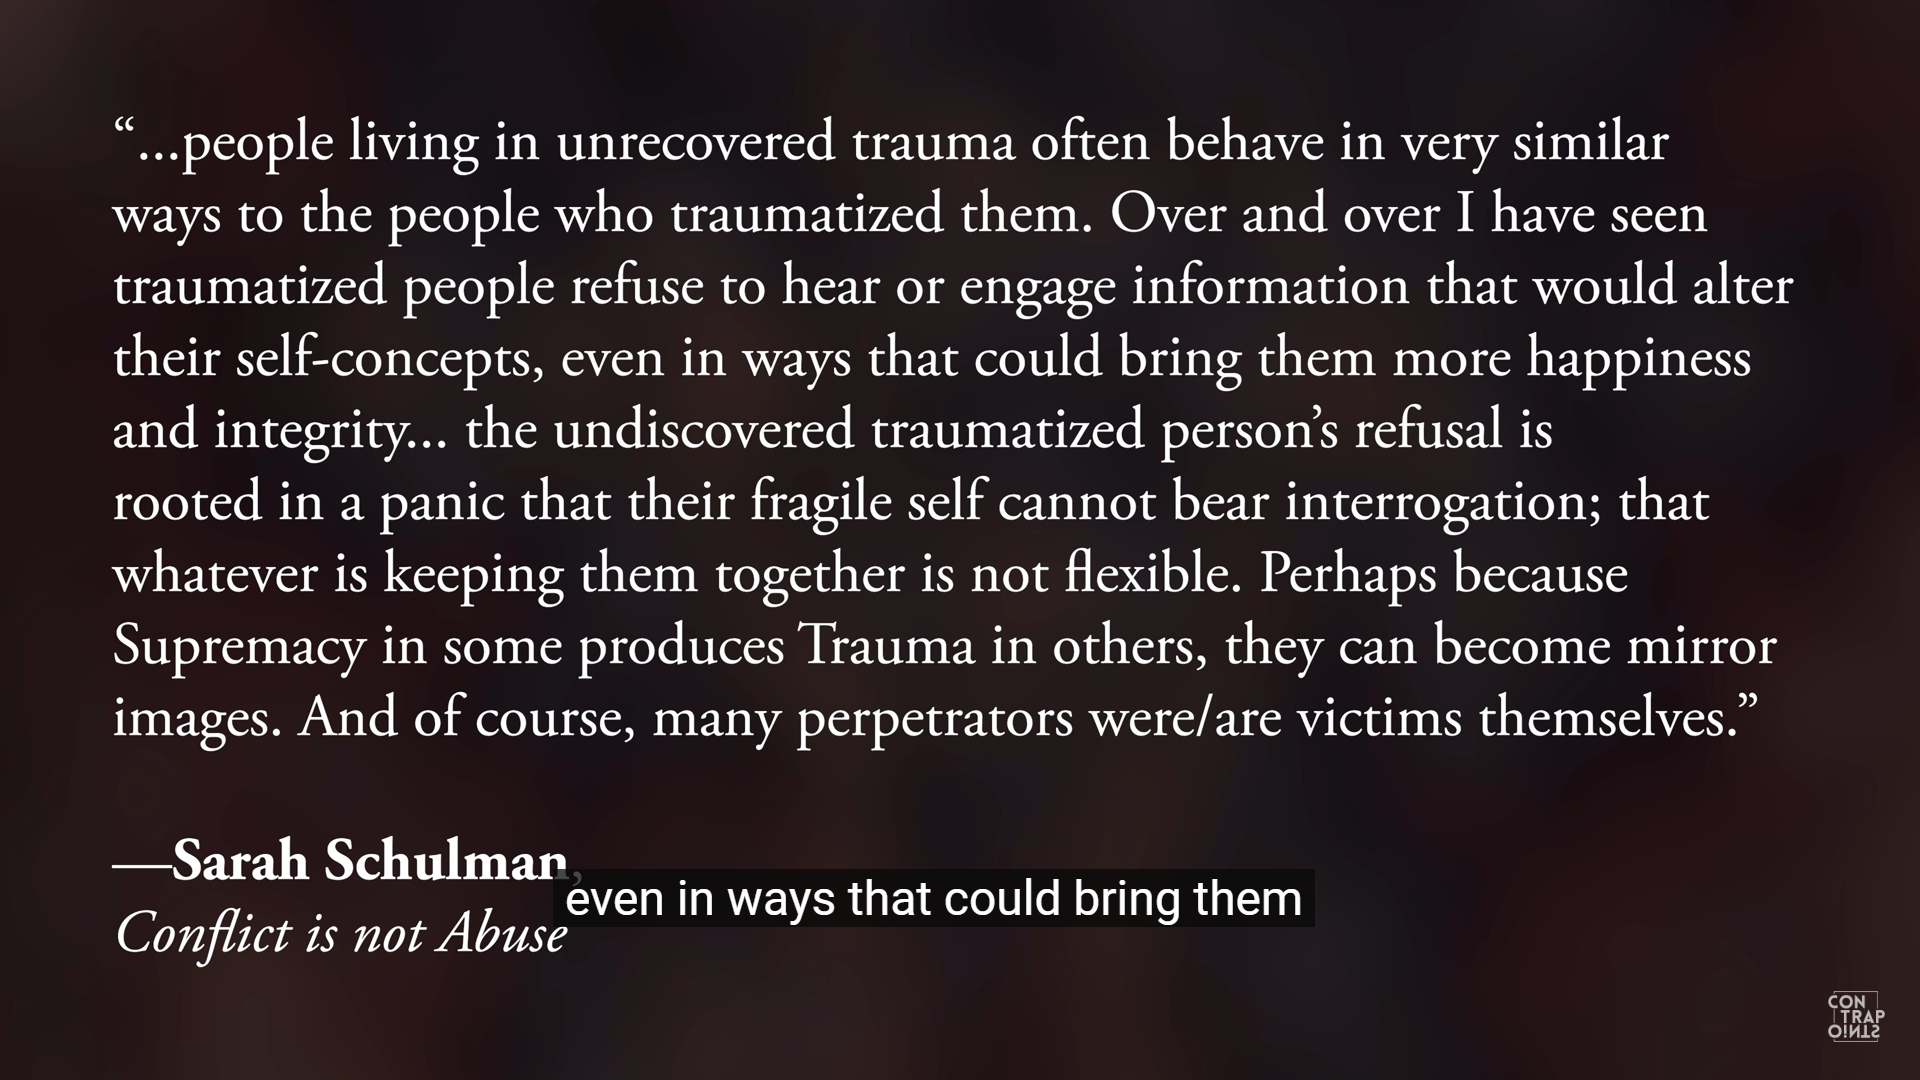 “…people living in unrecovered trauma often behave in very similar
ways to the people who traumatized them. Over and over I have seen
traumatized people refuse to hear or engage information that would alter
their self-concepts, even in ways that could bring them more happiness
and integrity... the undiscovered traumatized person’s refusal is
rooted in a panic that their fragile self cannot bear interrogation; that
whatever is keeping them together is not flexible. Perhaps because
Supremacy in some produces Trauma in others, they can become mirror
images. And of course, many perpetrators were/are victims themselves.”
—Sarah Schulman,
even in ways that could bring them
Conflict is not Abuse
CON
TRAP
OINTS